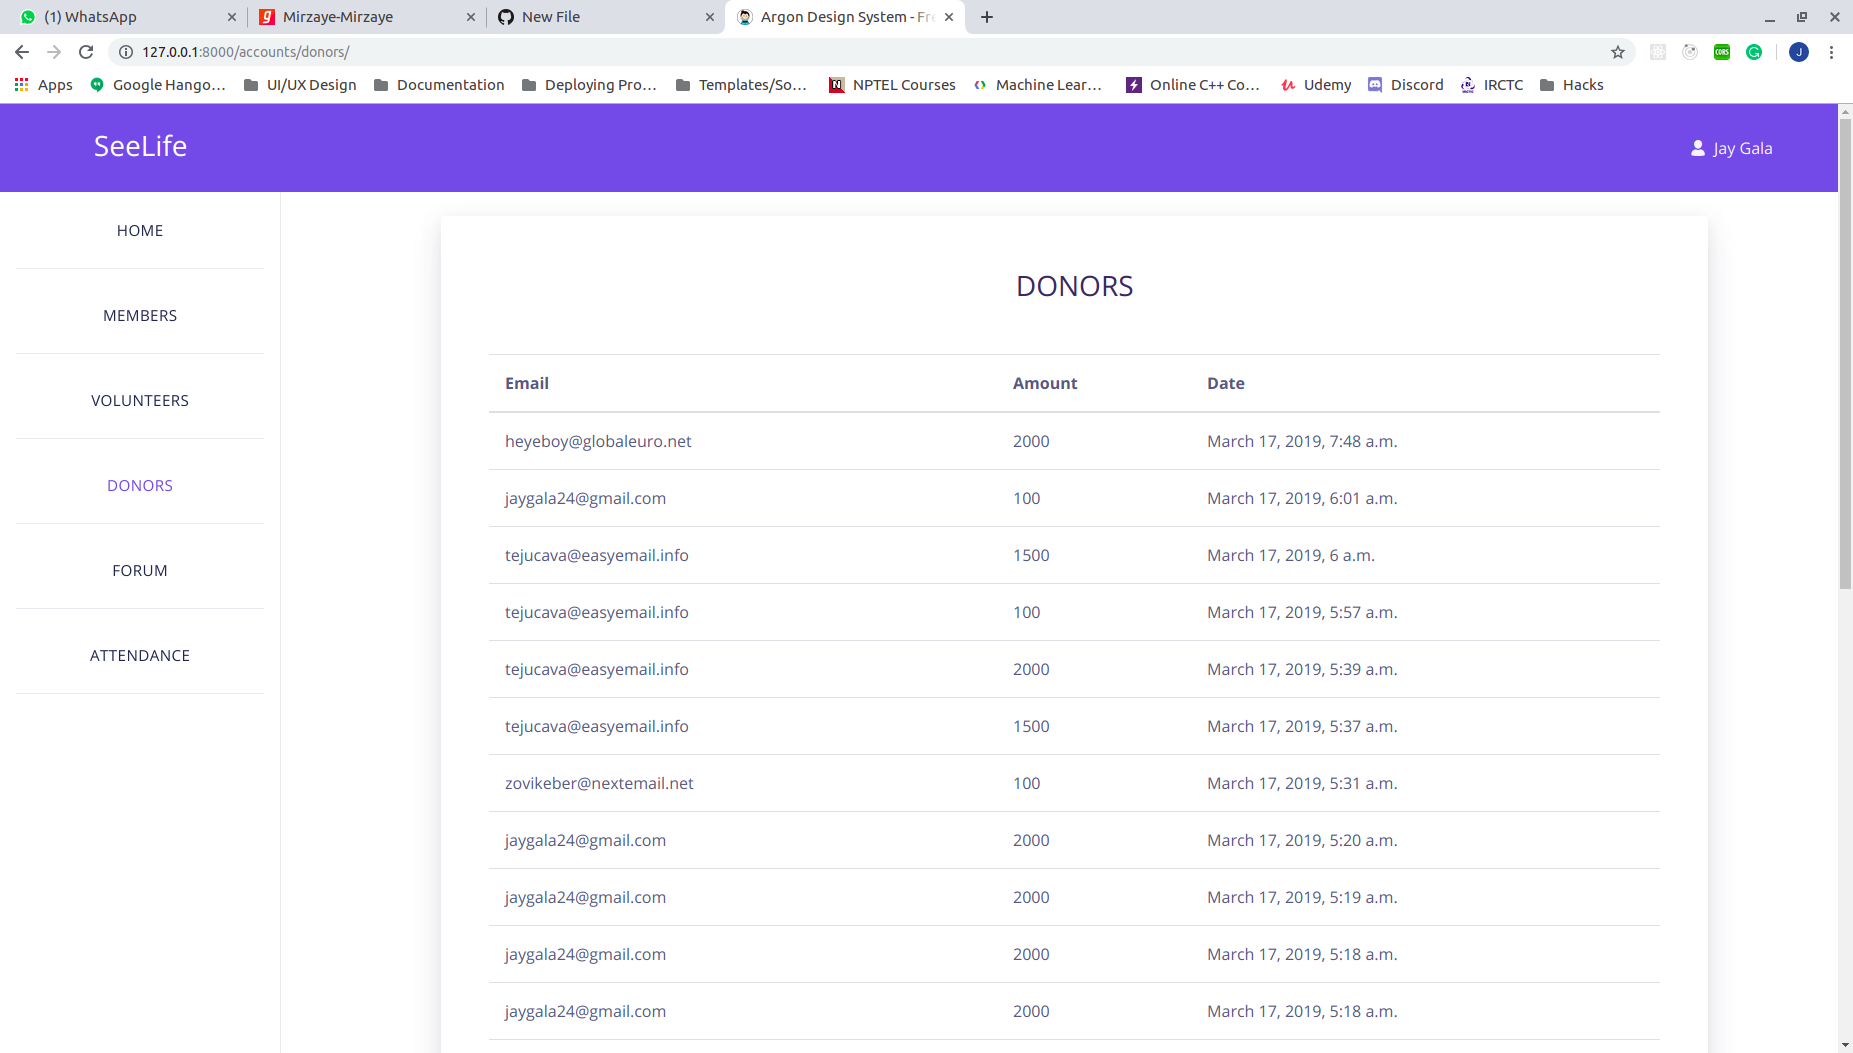 (1) WhatsApp
Mirzaye-Mirzaye
New File
Argon Design System - Fre
127.0.0.1:8000/accounts/donors/
J
Apps Google Hango... UI/UX Design Documentation Deploying Pro... Templates/So... NPTEL Courses Machine Lear... Online C++ Co... Udemy Discord IRCTC Hacks
SeeLife
Jay Gala
HOME
MEMBERS
VOLUNTEERS
DONORS
FORUM
ATTENDANCE
DONORS
Email Amount Date
heyeboy@globaleuro.net 2000 March 17, 2019, 7:48 a.m.
jaygala24@gmail.com 100 March 17, 2019, 6:01 a.m.
tejucava@easyemail.info 1500 March 17, 2019, 6 a.m.
tejucava@easyemail.info 100 March 17, 2019, 5:57 a.m.
tejucava@easyemail.info 2000 March 17, 2019, 5:39 a.m.
tejucava@easyemail.info 1500 March 17, 2019, 5:37 a.m.
zovikeber@nextemail.net 100 March 17, 2019, 5:31 a.m.
jaygala24@gmail.com 2000 March 17, 2019, 5:20 a.m.
jaygala24@gmail.com 2000 March 17, 2019, 5:19 a.m.
jaygala24@gmail.com 2000 March 17, 2019, 5:18 a.m.
jaygala24@gmail.com 2000 March 17, 2019, 5:18 a.m.